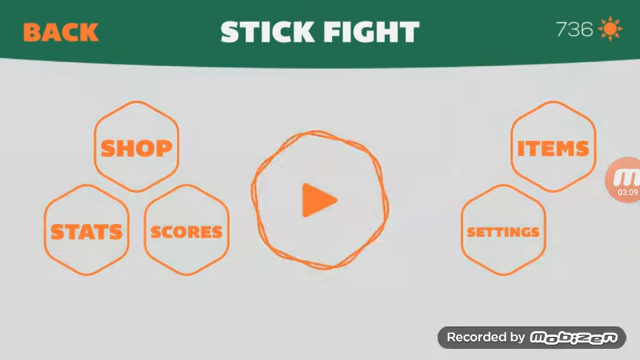 BACK
STICK FIGHT
736
SHOP
ITEMS
STATS
SCORES
SETTINGS
M
03:09
Recorded by mobizen